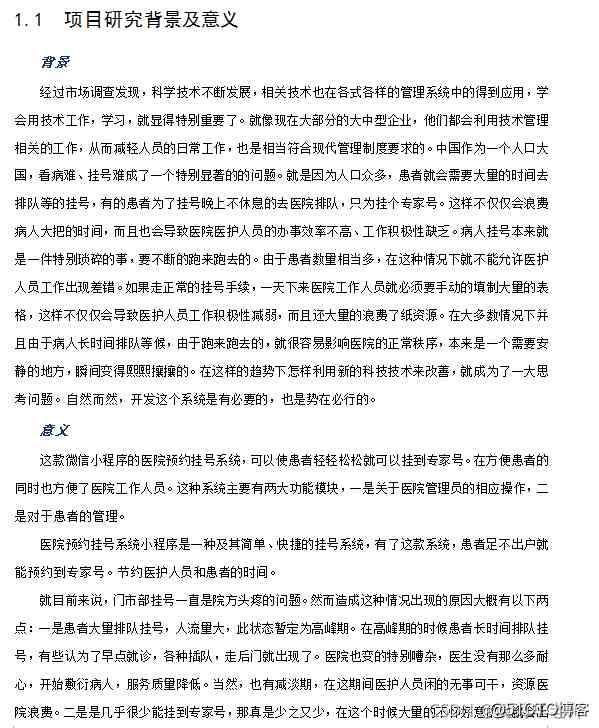 1.1 项目研究背景及意义
背景
经过市场调查发现，科学技术不断发展，相关技术也在各式各样的管理系统中的得到应用，学
会用技术工作，学习，就显得特别重要了。就像现在大部分的大中型企业，他们都会利用技术管理
相关的工作，从而减轻人员的日常工作，也是相当符合现代管理制度要求的。中国作为一个人口大
国，看病难、挂号难成了一个特别显著的的问题。就是因为人口众多，患者就会需要大量的时间去
排队等的挂号，有的患者为了挂号晚上不休息的去医院排队，只为挂个专家号。这样不仅仅会浪费
病人大把的时间，而且也会导致医院医护人员的办事效率不高、工作积极性缺乏。病人挂号本来就
是一件特别琐碎的事，要不断的跑来跑去的。由于患者数量相当多，在这种情况下就不能允许医护
人员工作出现差错。如果走正常的挂号手续，一天下来医院工作人员就必须要手动的填制大量的表
格，这样不仅仅会导致医护人员工作积极性减弱，而且还大量的浪费了纸资源。在大多数情况下并
且由于病人长时间排队等候，由于跑来跑去的，就很容易影响医院的正常秩序，本来是一个需要安
静的地方，瞬间变得熙熙攘攘的。在这样的趋势下怎样利用新的科技技术来改善，就成为了一大思
考问题。自然而然，开发这个系统是有必要的，也是势在必行的。
意义
这款微信小程序的医院预约挂号系统，可以使患者轻轻松松就可以挂到专家号。在方便患者的
同时也方便了医院工作人员。这种系统主要有两大功能模块，一是关于医院管理员的相应操作，二
是对于患者的管理。
医院预约挂号系统小程序是一种及其简单、快捷的挂号系统，有了这款系统，患者足不出户就
能预约到专家号。节约医护人员和患者的时间。
就目前来说，门市部挂号一直是院方头疼的问题。然而造成这种情况出现的原因大概有以下两
点：一是患者大量排队挂号，人流量大，此状态暂定为高峰期。在高峰期的时候患者长时间排队挂
号，有些认为了早点就诊，各种插队，走后门就出现了。医院也变的特别嘈杂，医生没有那么多耐
心，开始敷衍病人，服务质量降低。当然，也有减淡期，在这期间医护人员闲的无事可干，资源医
院浪费。二是是几乎很少能挂到专家号，那真是少之又少，在这个时候大量的
@51CTO博客